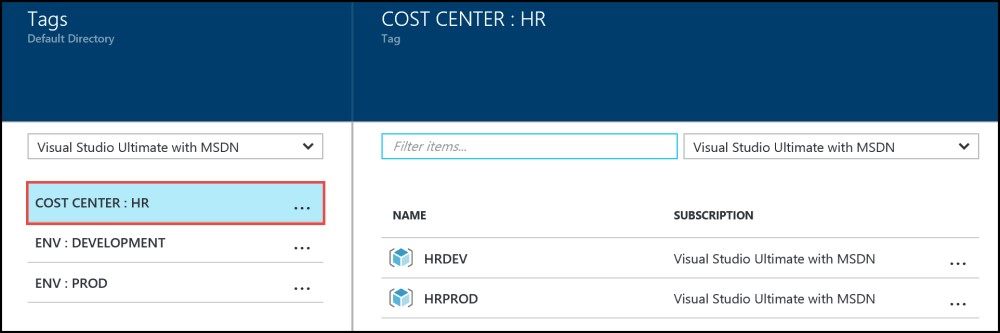 Tags
Default Directory
Visual Studio Ultimate with MSDN
COST CENTER : HR
...
ENV : DEVELOPMENT
...
ENV : PROD
...
COST CENTER : HR
Tag
Filter items...
Visual Studio Ultimate with MSDN
NAME SUBSCRIPTION
HRDEV Visual Studio Ultimate with MSDN ...
HRPROD Visual Studio Ultimate with MSDN ...